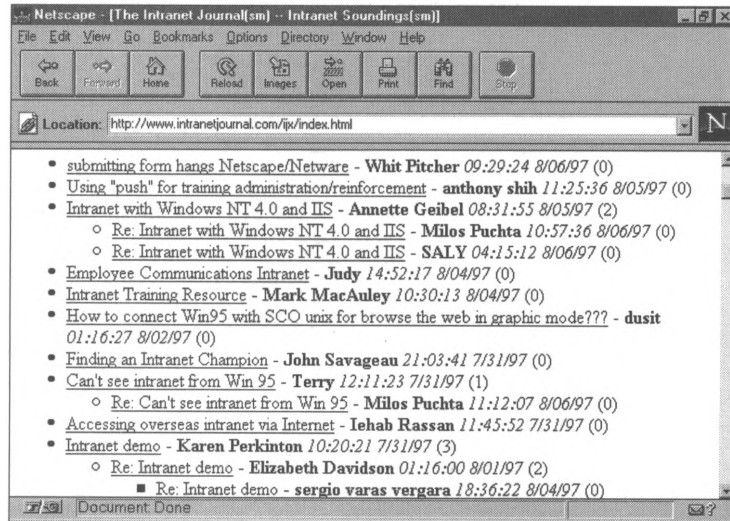 Netscape - [The Intranet Journal(sm) -- Intranet Soundings(sm)]
File Edit View Go Bookmarks Options Directory Window Help
Back Forward Home Reload Images Open Print Find Stop
Location: http://www.intranetjournal.com/ijx/index.html
N
submitting form hangs Netscape/Netware - Whit Pitcher 09:29:24 8/06/97 (0)
Using "push" for training administration/reinforcement - anthony shih 11:25:36 8/05/97 (0)
Intranet with Windows NT 4.0 and IIS - Annette Geibel 08:31:55 8/05/97 (2)
Re: Intranet with Windows NT 4.0 and IIS - Milos Puchta 10:57:36 8/06/97 (0)
Re: Intranet with Windows NT 4.0 and IIS - SALY 04:15:12 8/06/97 (0)
Employee Communications Intranet - Judy 14:52:17 8/04/97 (0)
Intranet Training Resource - Mark MacAuley 10:30:13 8/04/97 (0)
How to connect Win95 with SCO unix for browse the web in graphic mode??? - dusit
01:16:27 8/02/97 (0)
Finding an Intranet Champion - John Savageau 21:03:41 7/31/97 (0)
Can't see intranet from Win 95 - Terry 12:11:23 7/31/97 (1)
Re: Can't see intranet from Win 95 - Milos Puchta 11:12:07 8/06/97 (0)
Accessing overseas intranet via Internet - Iehab Rassan 11:45:52 7/31/97 (0)
Intranet demo - Karen Perkinton 10:20:21 7/31/97 (3)
Re: Intranet demo - Elizabeth Davidson 01:16:00 8/01/97 (2)
Re: Intranet demo - sergio varas vergara 18:36:22 8/04/97 (0)
Document: Done
?